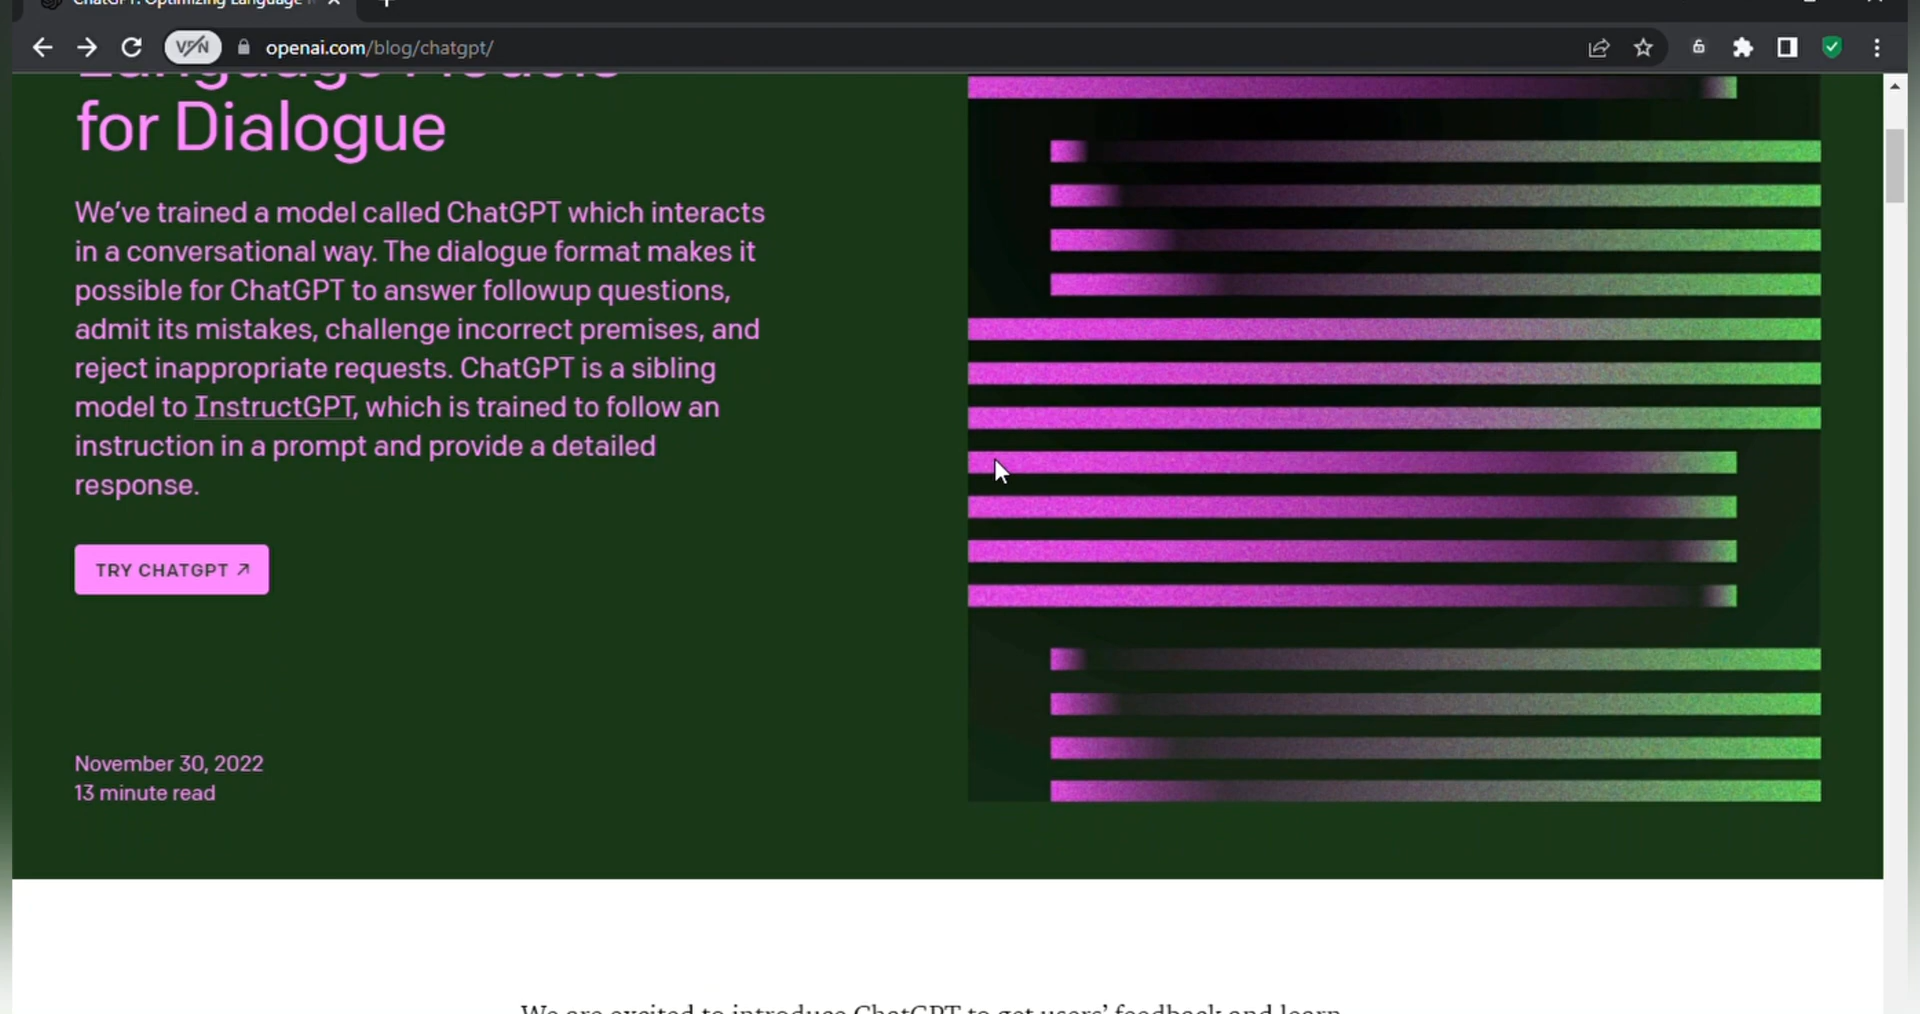 ChatGPT: Optimizing Language
VPN
openai.com/blog/chatgpt/
Language Models
for Dialogue
We’ve trained a model called ChatGPT which interacts
in a conversational way. The dialogue format makes it
possible for ChatGPT to answer followup questions,
admit its mistakes, challenge incorrect premises, and
reject inappropriate requests. ChatGPT is a sibling
model to InstructGPT, which is trained to follow an
instruction in a prompt and provide a detailed
response.
TRY CHATGPT ↗
November 30, 2022
13 minute read
We are excited to introduce ChatGPT to get users’ feedback and learn